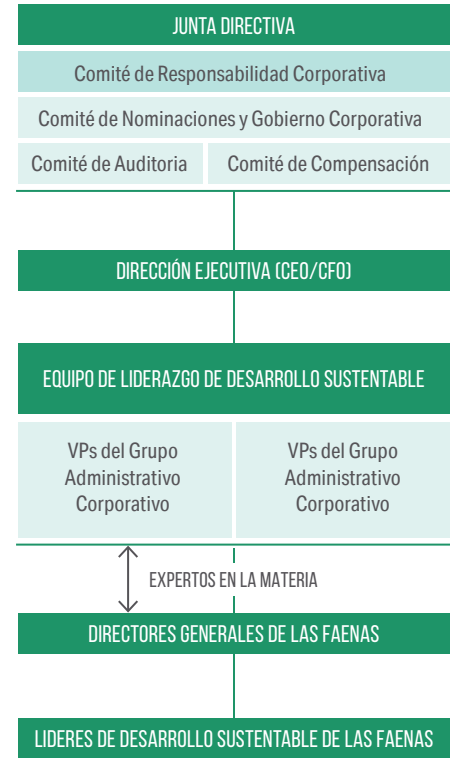 JUNTA DIRECTIVA
Comité de Responsabilidad Corporativa
Comité de Nominaciones y Gobierno Corporativa
Comité de Auditoria
Comité de Compensación
DIRECCIÓN EJECUTIVA (CEO/CFO)
EQUIPO DE LIDERAZGO DE DESARROLLO SUSTENTABLE
VPs del Grupo
Administrativo
Corporativo
VPs del Grupo
Administrativo
Corporativo
EXPERTOS EN LA MATERIA
DIRECTORES GENERALES DE LAS FAENAS
LIDERES DE DESARROLLO SUSTENTABLE DE LAS FAENAS